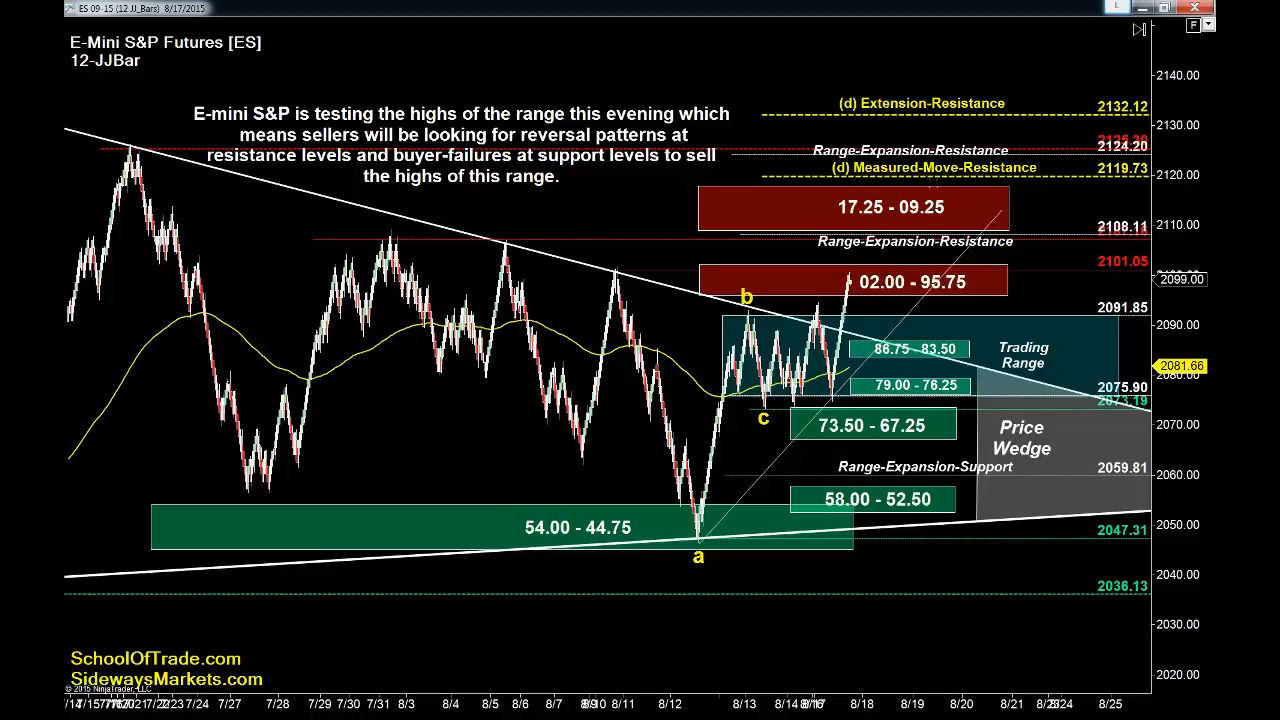 ES 09-15 (12 JJ_Bars) 8/17/2015
L
F
E-Mini S&P Futures [ES]
12-JJBar
E-mini S&P is testing the highs of the range this evening which
means sellers will be looking for reversal patterns at
resistance levels and buyer-failures at support levels to sell
the highs of this range.
(d) Extension-Resistance
2132.12
2125.30
Range-Expansion-Resistance
2124.20
(d) Measured-Move-Resistance
2119.73
17.25 - 09.25
2108.11
Range-Expansion-Resistance
2101.05
02.00 - 95.75
b
2091.85
86.75 - 83.50
Trading
Range
79.00 - 76.25
2075.90
2073.19
c
73.50 - 67.25
Price
Wedge
Range-Expansion-Support
2059.81
58.00 - 52.50
54.00 - 44.75
2047.31
a
2036.13
2140.00
2130.00
2120.00
2110.00
2099.00
2090.00
2081.66
2080.00
2070.00
2060.00
2050.00
2040.00
2030.00
2020.00
SchoolOfTrade.com
SidewaysMarkets.com
© 2015 NinjaTrader, LLC
7/23 7/24 7/27 7/28 7/29 7/30 7/31 8/3 8/4 8/5 8/6 8/7 8/11 8/12 8/13 8/14 8/18 8/19 8/20 8/21 8/25